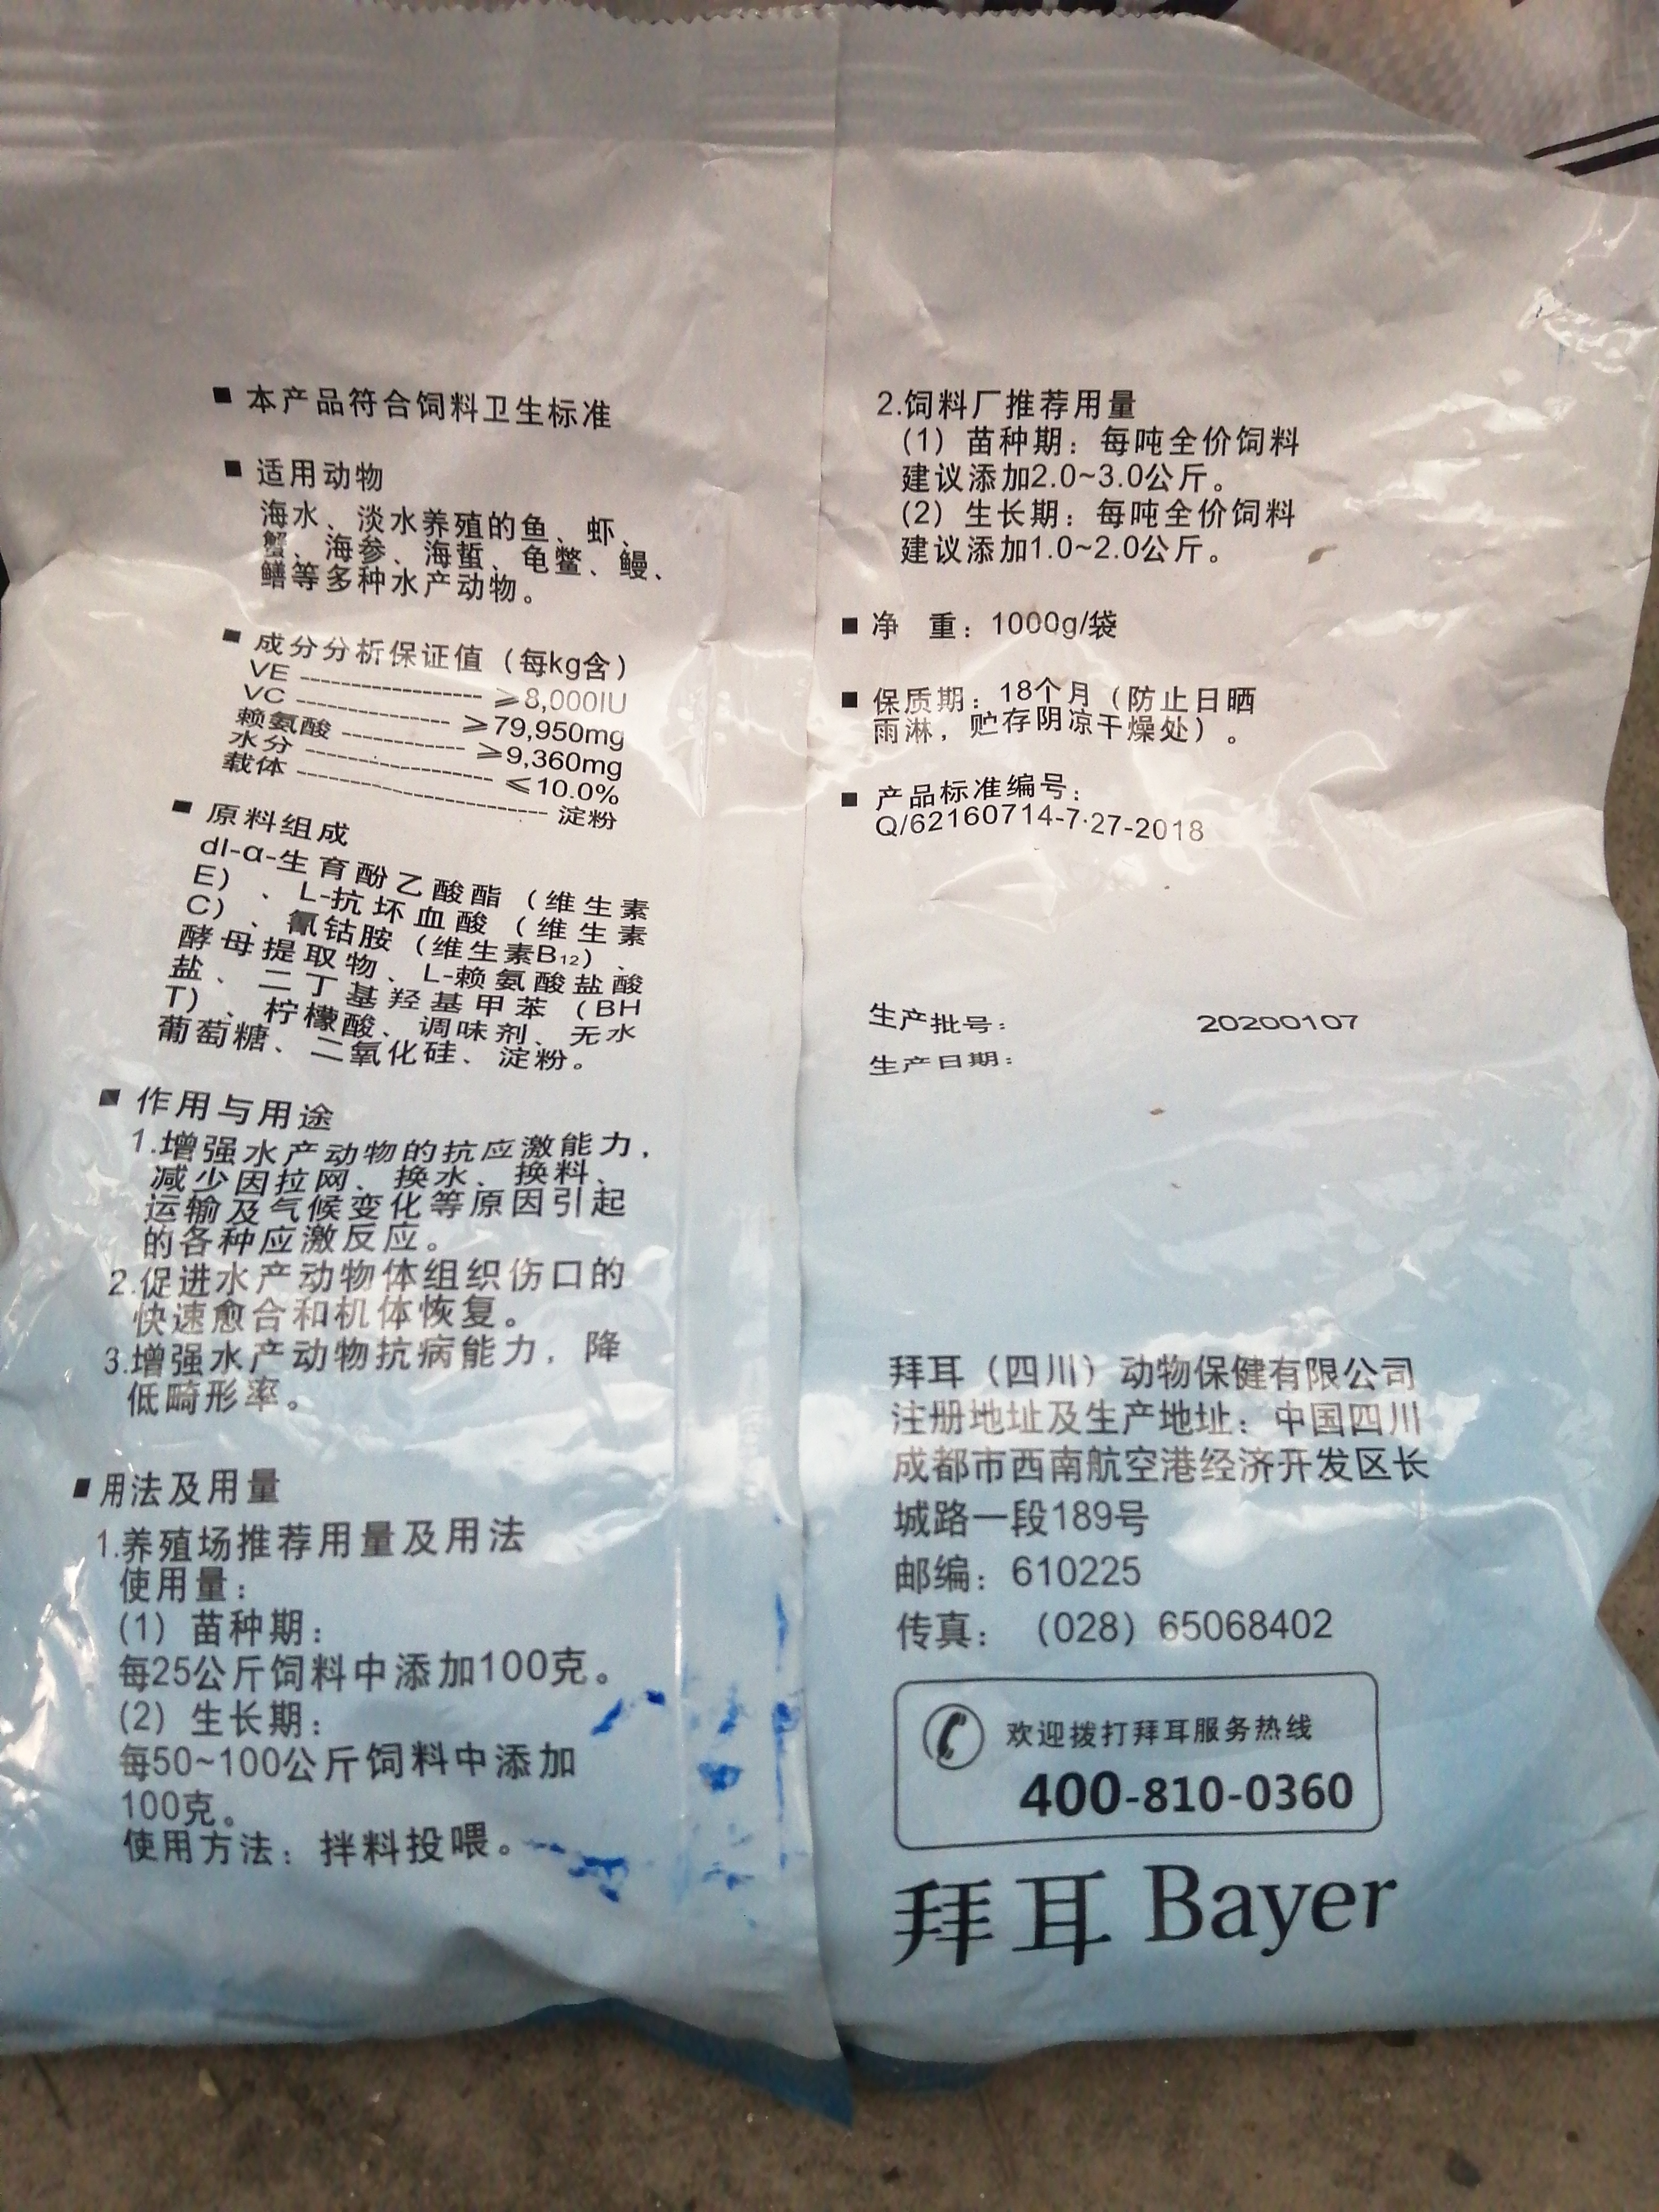 ■ 本产品符合饲料卫生标准
■ 适用动物
海水、淡水养殖的鱼、虾、
蟹、海参、海蜇、龟鳖、鳗、
鳝等多种水产动物。
■ 成分分析保证值（每kg含）
VE ------------------ ≥8,000IU
VC --------------- ≥79,950mg
赖氨酸 ------------ ≥9,360mg
水分 ------------------ ≤10.0%
载体 ------------------------ 淀粉
■ 原料组成
dl-α-生育酚乙酸酯（维生素
E）、L-抗坏血酸（维生素
C）、氰钴胺（维生素B₁₂）、
酵母提取物、L-赖氨酸盐酸
盐、二丁基羟基甲苯（BH
T）、柠檬酸、调味剂、无水
葡萄糖、二氧化硅、淀粉。
■ 作用与用途
1.增强水产动物的抗应激能力，
减少因拉网、换水、换料、
运输及气候变化等原因引起
的各种应激反应。
2.促进水产动物体组织伤口的
快速愈合和机体恢复。
3.增强水产动物抗病能力，降
低畸形率。
■ 用法及用量
1.养殖场推荐用量及用法
使用量：
(1) 苗种期：
每25公斤饲料中添加100克。
(2) 生长期：
每50~100公斤饲料中添加
100克。
使用方法：拌料投喂。
2.饲料厂推荐用量
(1) 苗种期：每吨全价饲料
建议添加2.0~3.0公斤。
(2) 生长期：每吨全价饲料
建议添加1.0~2.0公斤。
■ 净 重：1000g/袋
■ 保质期：18个月（防止日晒
雨淋，贮存阴凉干燥处）。
■ 产品标准编号：
Q/62160714-7·27-2018
生产批号： 20200107
生产日期：
拜耳（四川）动物保健有限公司
注册地址及生产地址：中国四川
成都市西南航空港经济开发区长
城路一段189号
邮编：610225
传真：（028）65068402
欢迎拨打拜耳服务热线
400-810-0360
拜耳 Bayer